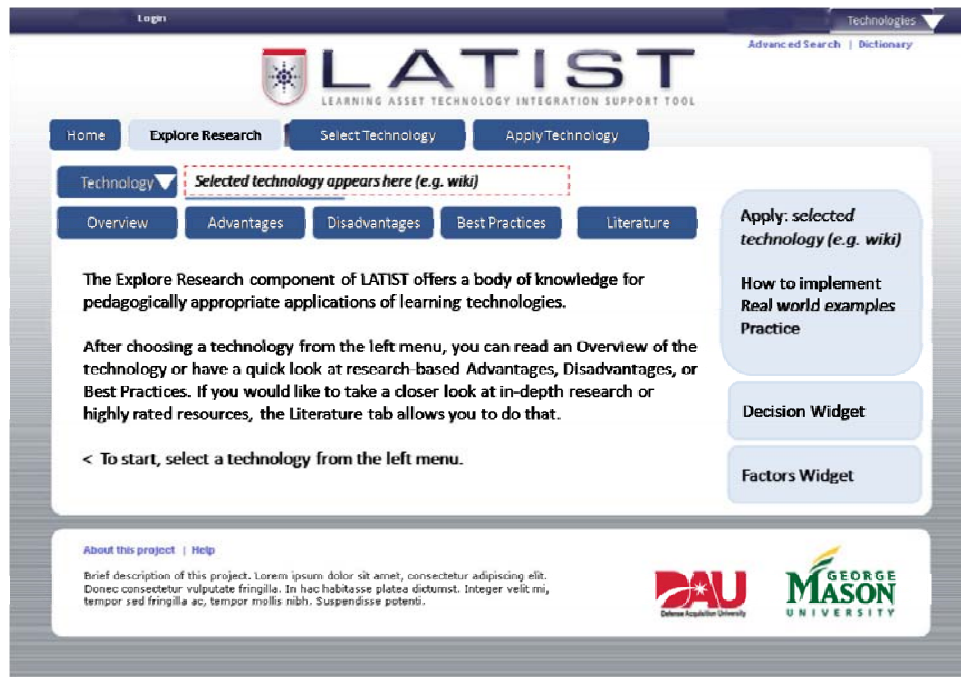 Login
Technologies
Advanced Search | Dictionary
LATIST
LEARNING ASSET TECHNOLOGY INTEGRATION SUPPORT TOOL
Home
Explore Research
Select Technology
Apply Technology
Technology
Selected technology appears here (e.g. wiki)
Overview
Advantages
Disadvantages
Best Practices
Literature
The Explore Research component of LATIST offers a body of knowledge for
pedagogically appropriate applications of learning technologies.
After choosing a technology from the left menu, you can read an Overview of the
technology or have a quick look at research-based Advantages, Disadvantages, or
Best Practices. If you would like to take a closer look at in-depth research or
highly rated resources, the Literature tab allows you to do that.
< To start, select a technology from the left menu.
Apply: selected
technology (e.g. wiki)
How to implement
Real world examples
Practice
Decision Widget
Factors Widget
About this project | Help
Brief description of this project. Lorem ipsum dolor sit amet, consectetur adipiscing elit.
Donec consectetur vulputate fringilla. In hac habitasse platea dictumst. Integer velit mi,
tempor sed fringilla ac, tempor mollis nibh. Suspendisse potenti.
DAU
Defense Acquisition University
GEORGE
MASON
UNIVERSITY